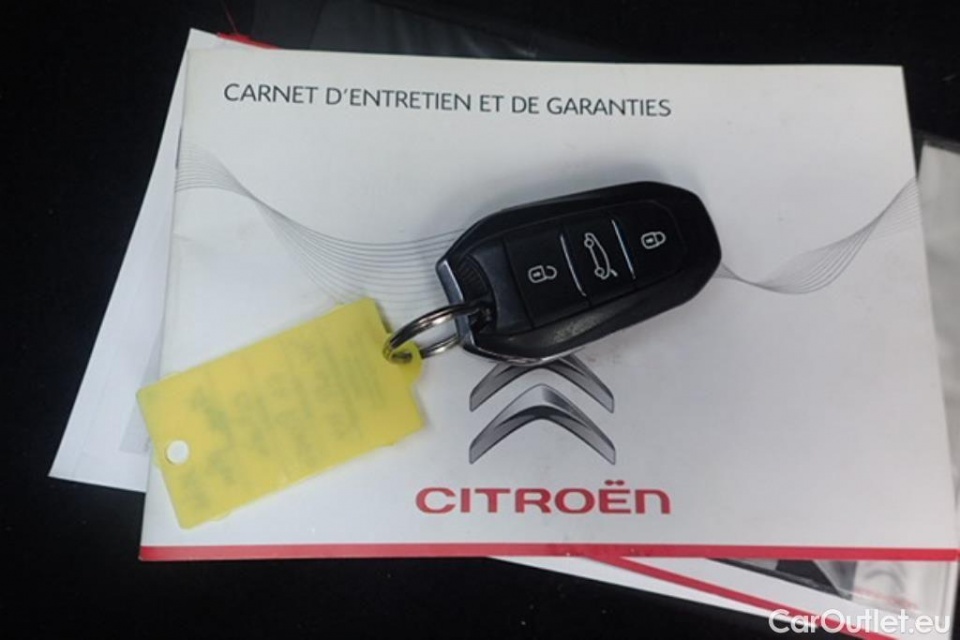 CARNET D'ENTRETIEN ET DE GARANTIES
CITROËN
CarOutlet.eu